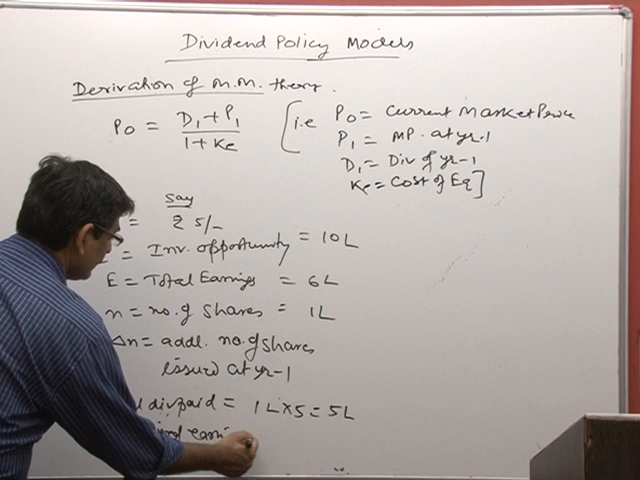 Dividend Policy Models
Derivation of M.M. theory.
P0 = D1 + P1 / 1 + Ke
[i.e P0 = Current Market Price
P1 = MP. at yr-1
D1 = Div of yr-1
Ke = Cost of Eq]
Say
= ₹ 5/-
= Inv. opportunity = 10L
E = Total Earnings = 6L
n = no. of shares = 1L
Δn = addl. no. of shares
issued at yr-1
div paid = 1L × 5 = 5L